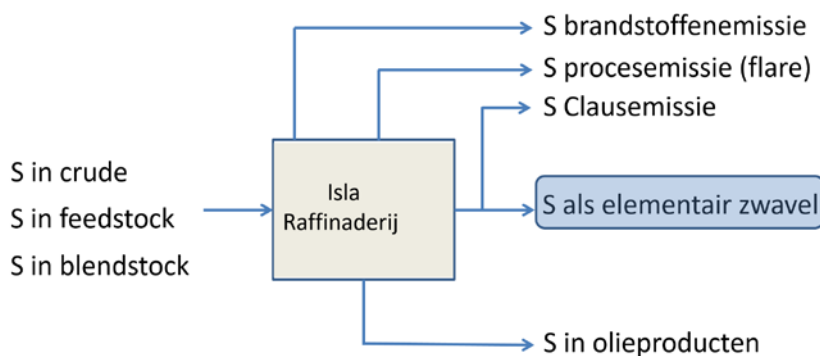 S brandstoffenemissie
S procesemissie (flare)
S Clausemissie
S in crude
S in feedstock
S in blendstock
Isla
Raffinaderij
S als elementair zwavel
S in olieproducten